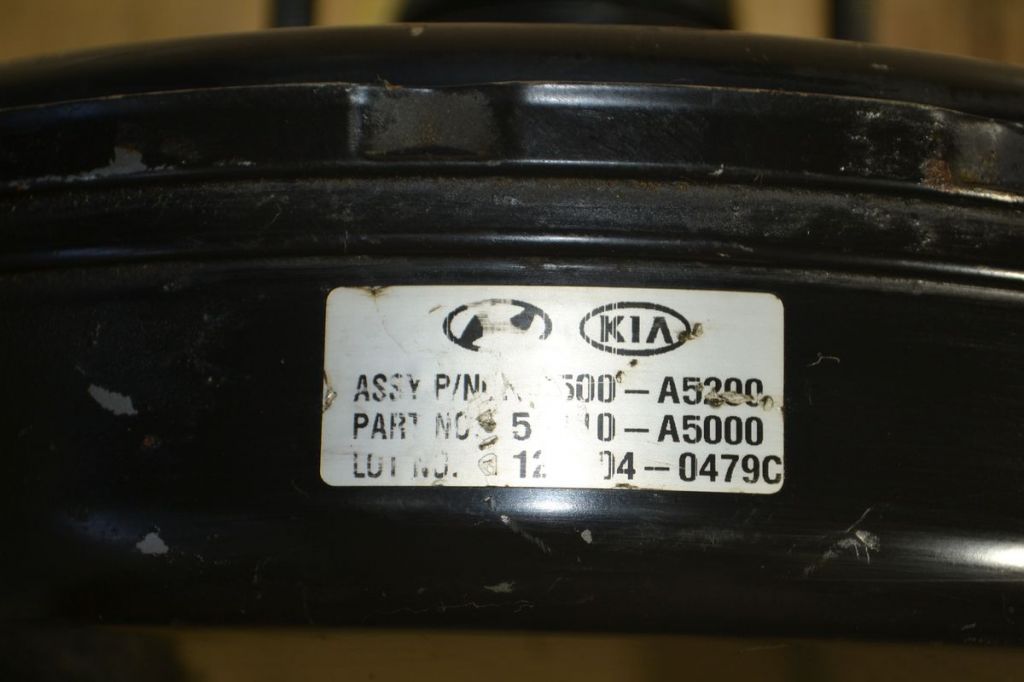 KIA
ASSY P/NO. 500-A5200
PART NO. 5 10-A5000
LOT NO. 12 04-0479C